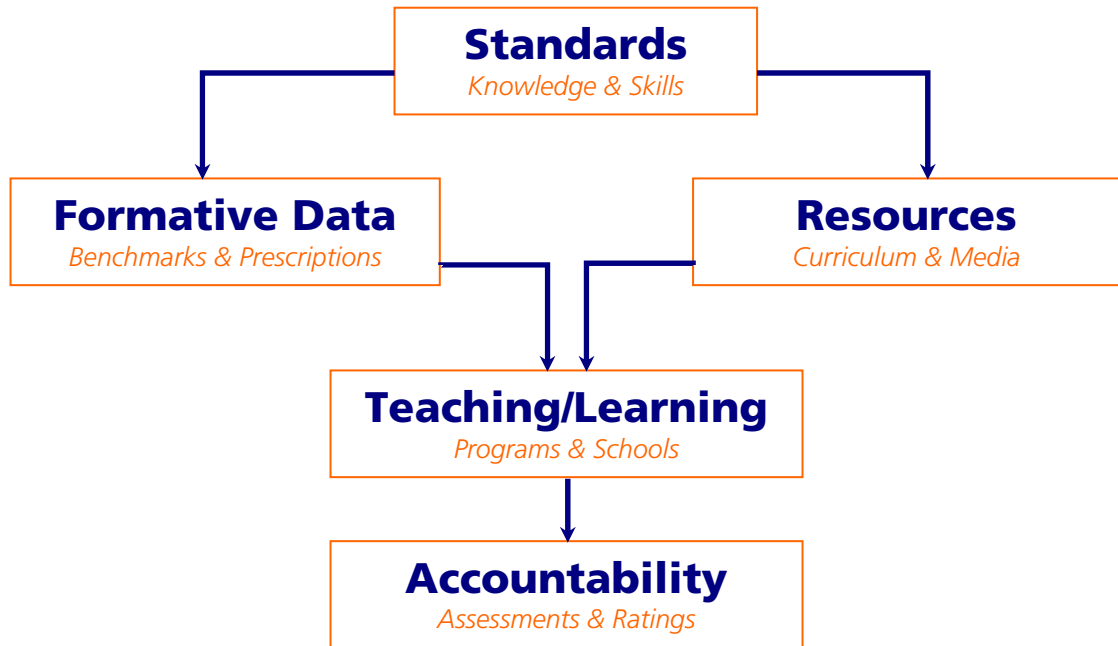 Standards
Knowledge & Skills
Formative Data
Benchmarks & Prescriptions
Resources
Curriculum & Media
Teaching/Learning
Programs & Schools
Accountability
Assessments & Ratings